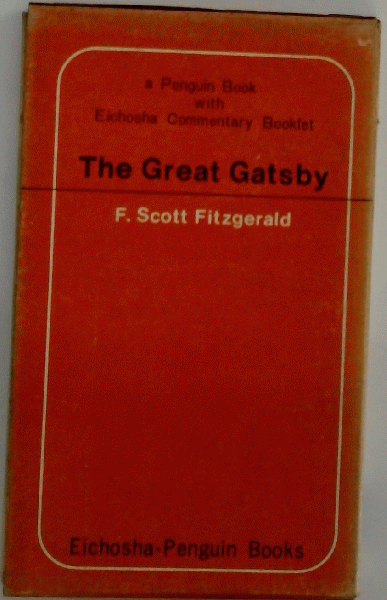 a Penguin Book
with
Eichosha Commentary Booklet
The Great Gatsby
F. Scott Fitzgerald
Eichosha-Penguin Books